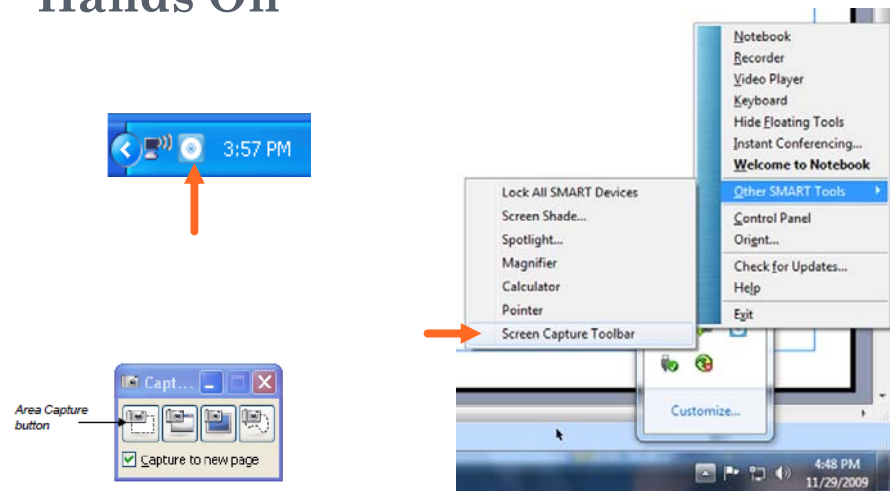 Hands On
3:57 PM
Notebook
Recorder
Video Player
Keyboard
Hide Floating Tools
Instant Conferencing...
Welcome to Notebook
Other SMART Tools
Control Panel
Orient...
Check for Updates...
Help
Exit
Lock All SMART Devices
Screen Shade...
Spotlight...
Magnifier
Calculator
Pointer
Screen Capture Toolbar
Customize...
4:48 PM
11/29/2009
Capt...
Area Capture
button
Capture to new page